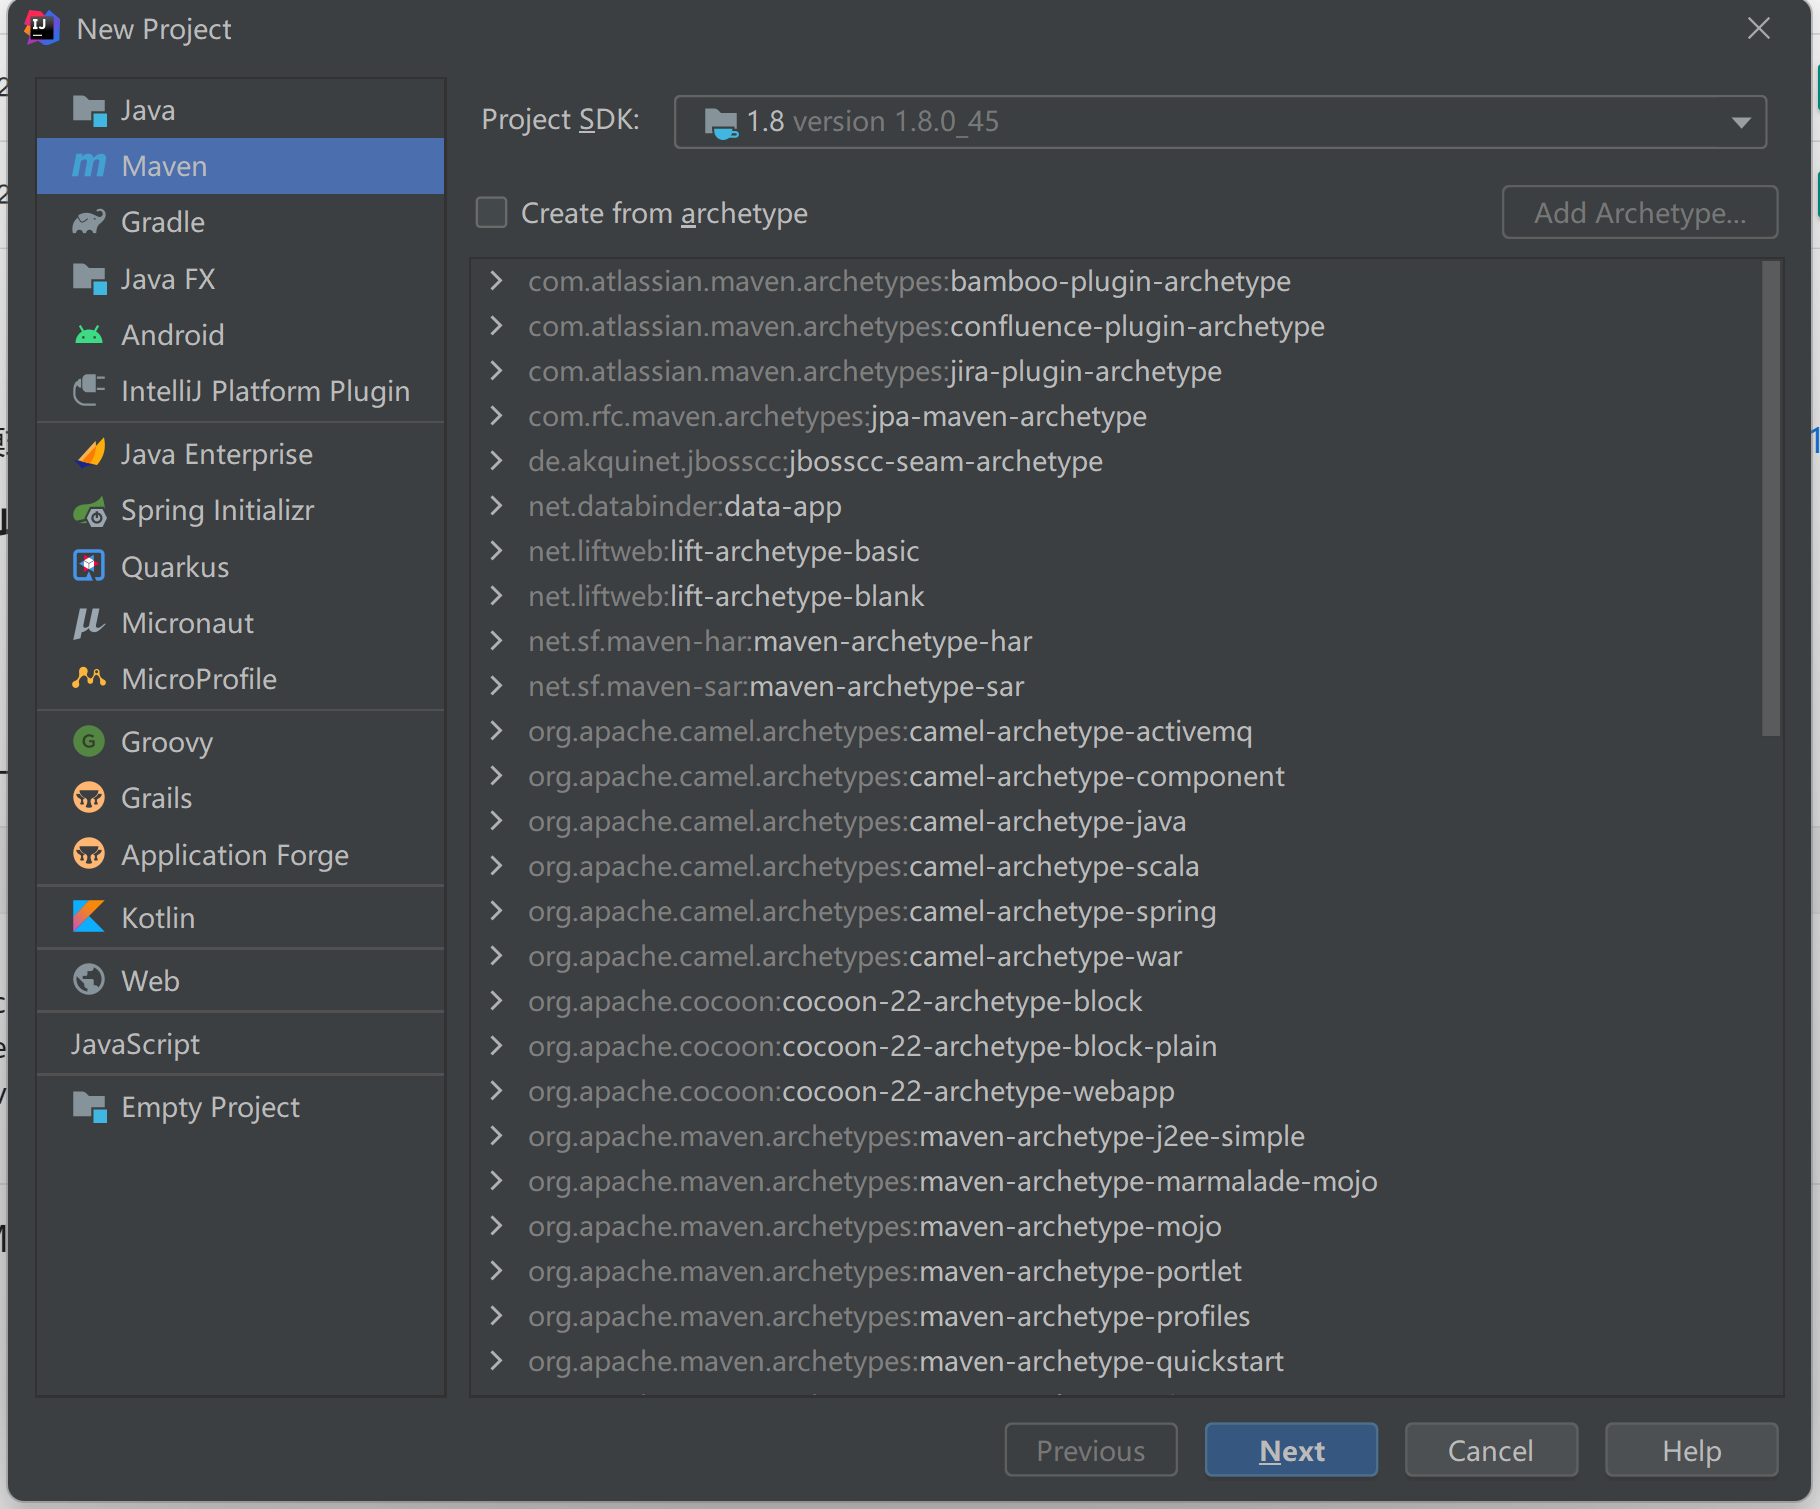 New Project
Java
Maven
Gradle
Java FX
Android
IntelliJ Platform Plugin
Java Enterprise
Spring Initializr
Quarkus
Micronaut
MicroProfile
Groovy
Grails
Application Forge
Kotlin
Web
JavaScript
Empty Project
Project SDK:
1.8 version 1.8.0_45
Create from archetype
Add Archetype...
com.atlassian.maven.archetypes:bamboo-plugin-archetype
com.atlassian.maven.archetypes:confluence-plugin-archetype
com.atlassian.maven.archetypes:jira-plugin-archetype
com.rfc.maven.archetypes:jpa-maven-archetype
de.akquinet.jbosscc:jbosscc-seam-archetype
net.databinder:data-app
net.liftweb:lift-archetype-basic
net.liftweb:lift-archetype-blank
net.sf.maven-har:maven-archetype-har
net.sf.maven-sar:maven-archetype-sar
org.apache.camel.archetypes:camel-archetype-activemq
org.apache.camel.archetypes:camel-archetype-component
org.apache.camel.archetypes:camel-archetype-java
org.apache.camel.archetypes:camel-archetype-scala
org.apache.camel.archetypes:camel-archetype-spring
org.apache.camel.archetypes:camel-archetype-war
org.apache.cocoon:cocoon-22-archetype-block
org.apache.cocoon:cocoon-22-archetype-block-plain
org.apache.cocoon:cocoon-22-archetype-webapp
org.apache.maven.archetypes:maven-archetype-j2ee-simple
org.apache.maven.archetypes:maven-archetype-marmalade-mojo
org.apache.maven.archetypes:maven-archetype-mojo
org.apache.maven.archetypes:maven-archetype-portlet
org.apache.maven.archetypes:maven-archetype-profiles
org.apache.maven.archetypes:maven-archetype-quickstart
Previous
Next
Cancel
Help